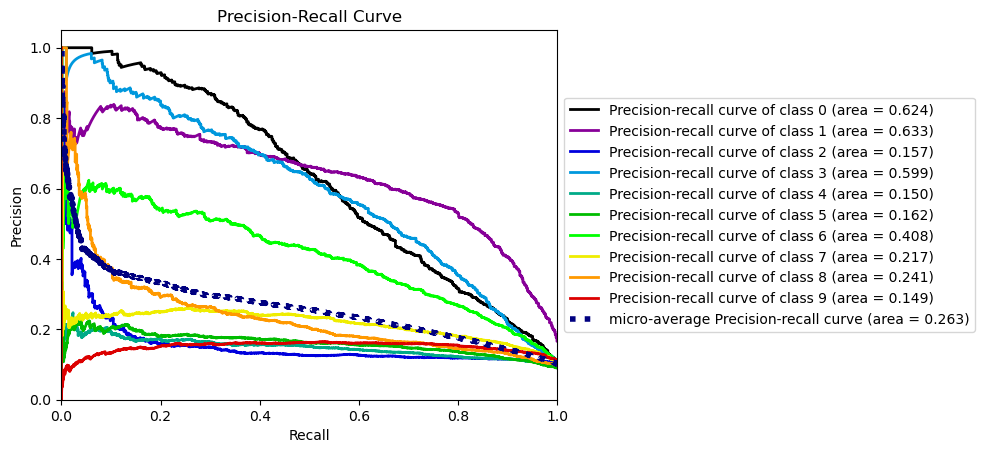 Precision-Recall Curve
1.0
0.8
0.6
0.4
0.2
0.0
Precision
0.0 0.2 0.4 0.6 0.8 1.0
Recall
Precision-recall curve of class 0 (area = 0.624)
Precision-recall curve of class 1 (area = 0.633)
Precision-recall curve of class 2 (area = 0.157)
Precision-recall curve of class 3 (area = 0.599)
Precision-recall curve of class 4 (area = 0.150)
Precision-recall curve of class 5 (area = 0.162)
Precision-recall curve of class 6 (area = 0.408)
Precision-recall curve of class 7 (area = 0.217)
Precision-recall curve of class 8 (area = 0.241)
Precision-recall curve of class 9 (area = 0.149)
micro-average Precision-recall curve (area = 0.263)